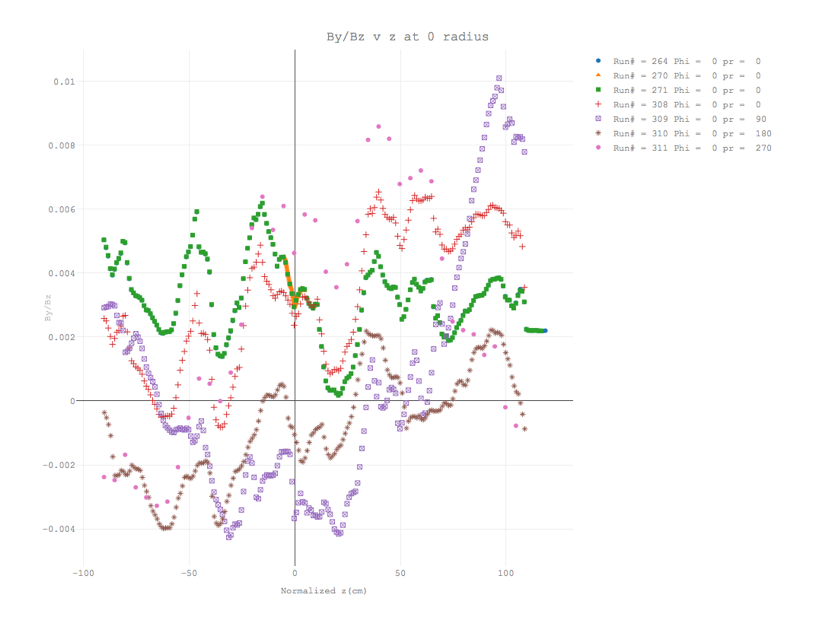 By/Bz v z at 0 radius
Run# = 264 Phi = 0 pr = 0
Run# = 270 Phi = 0 pr = 0
Run# = 271 Phi = 0 pr = 0
Run# = 308 Phi = 0 pr = 0
Run# = 309 Phi = 0 pr = 90
Run# = 310 Phi = 0 pr = 180
Run# = 311 Phi = 0 pr = 270
0.01
0.008
0.006
0.004
0.002
0
−0.002
−0.004
By/Bz
−100
−50
0
50
100
Normalized z(cm)